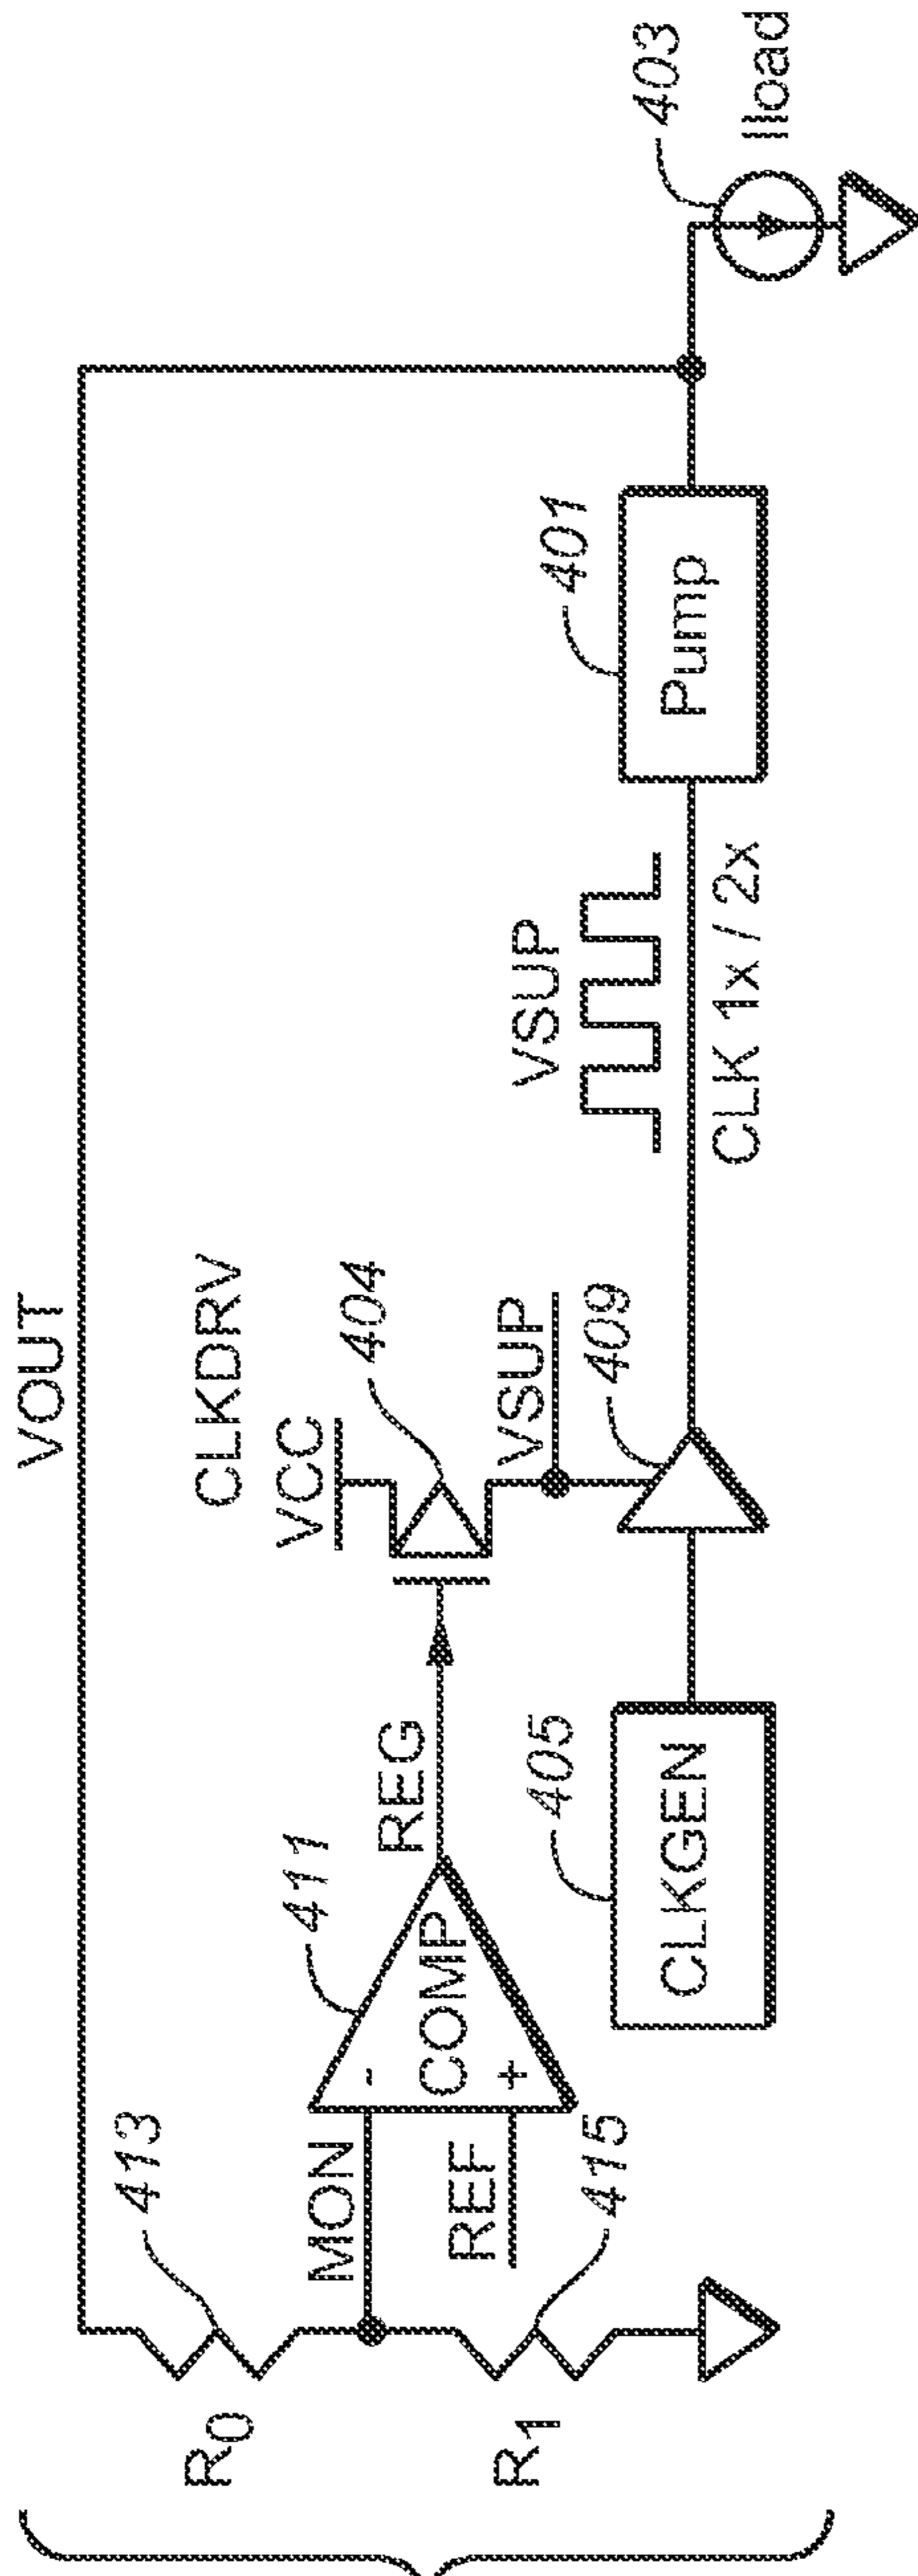 VOUT
R0
413
MON
REF
R1
415
-
COMP
+
411
REG
CLKDRV
VCC
404
VSUP
CLKGEN
405
409
VSUP
CLK 1x / 2x
Pump
401
403
Iload